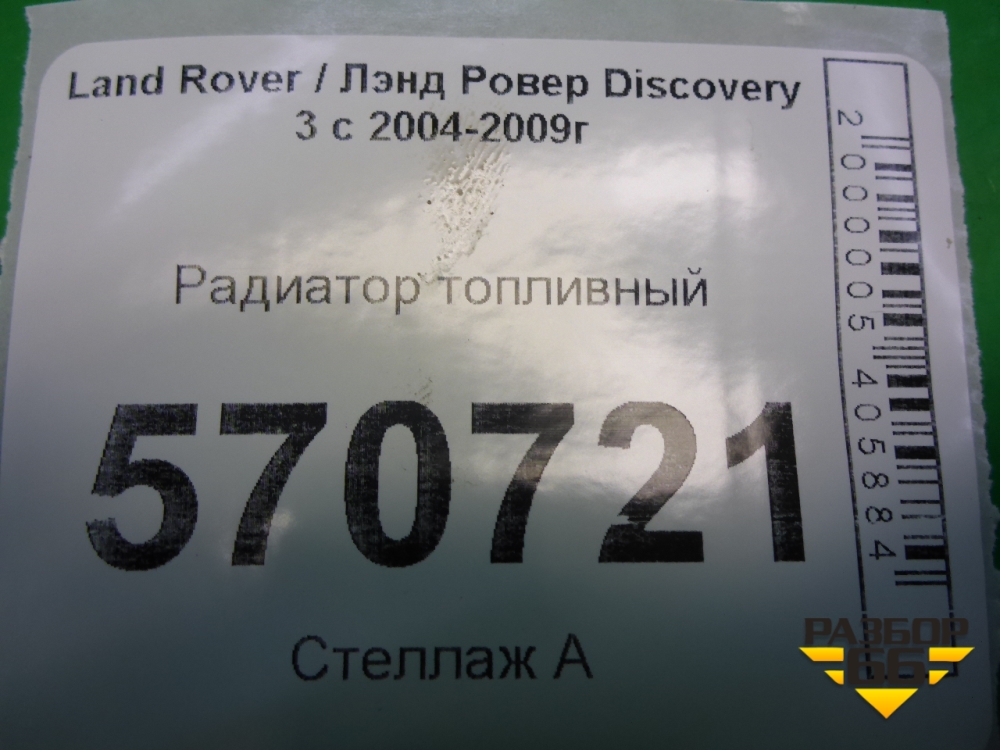 Land Rover / Лэнд Ровер Discovery
3 с 2004-2009г
Радиатор топливный
570721
Стеллаж А
2000005405884
РАЗБОР
66